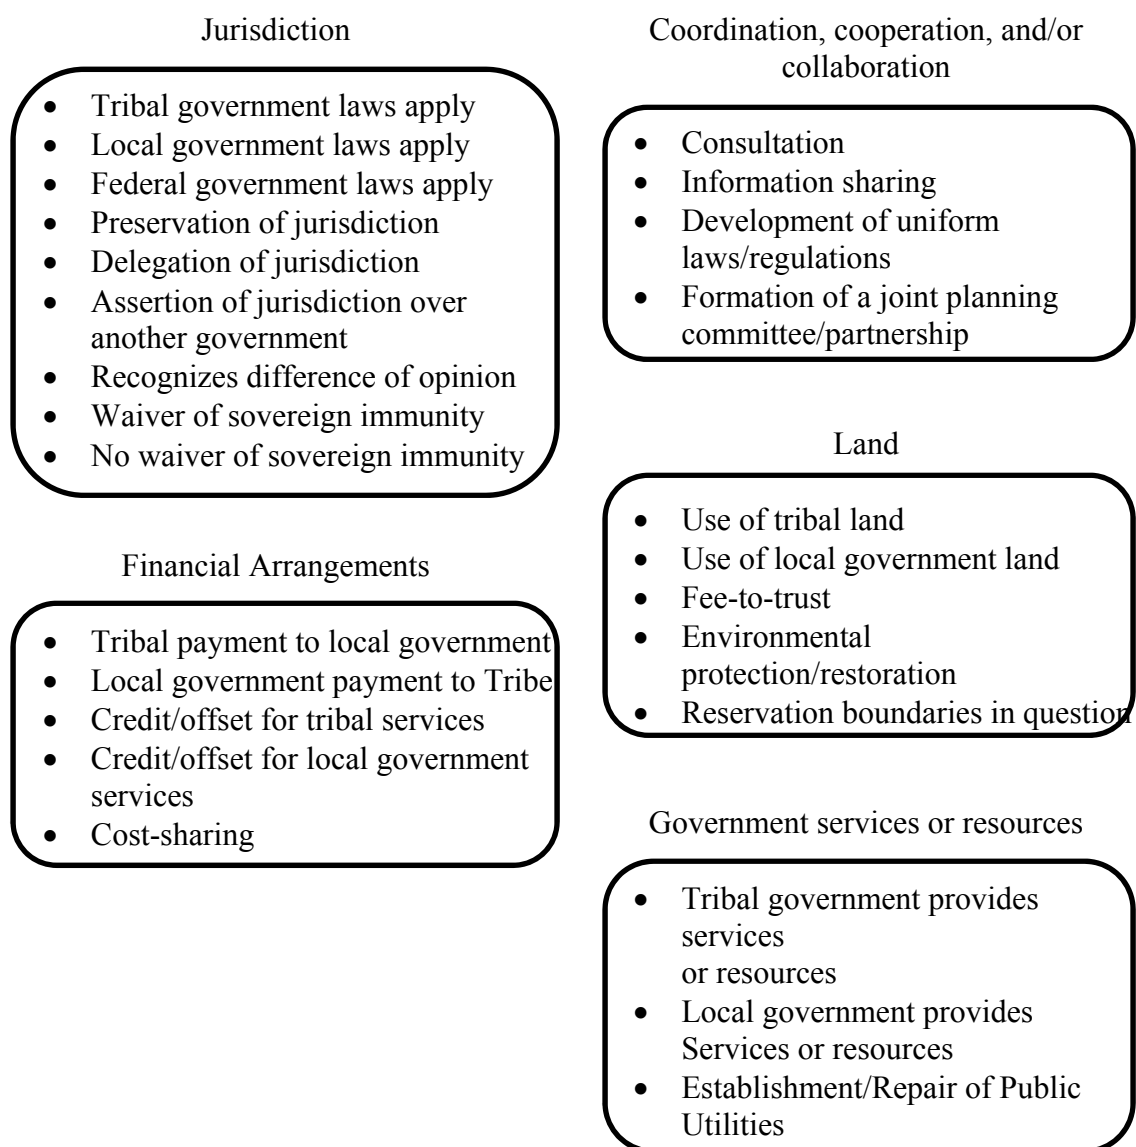 Jurisdiction
• Tribal government laws apply
• Local government laws apply
• Federal government laws apply
• Preservation of jurisdiction
• Delegation of jurisdiction
• Assertion of jurisdiction over
another government
• Recognizes difference of opinion
• Waiver of sovereign immunity
• No waiver of sovereign immunity
Financial Arrangements
• Tribal payment to local government
• Local government payment to Tribe
• Credit/offset for tribal services
• Credit/offset for local government
services
• Cost-sharing
Coordination, cooperation, and/or
collaboration
• Consultation
• Information sharing
• Development of uniform
laws/regulations
• Formation of a joint planning
committee/partnership
Land
• Use of tribal land
• Use of local government land
• Fee-to-trust
• Environmental
protection/restoration
• Reservation boundaries in question
Government services or resources
• Tribal government provides
services
or resources
• Local government provides
Services or resources
• Establishment/Repair of Public
Utilities